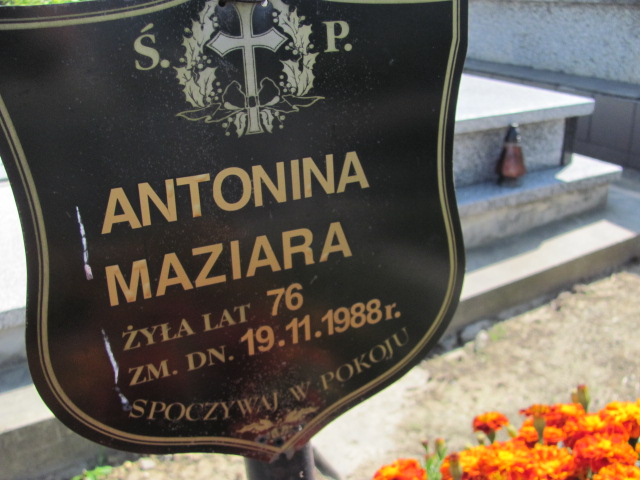 Ś. P.
ANTONINA
MAZIARA
ŻYŁA LAT 76
ZM. DN. 19.11.1988 r.
SPOCZYWAJ W POKOJU